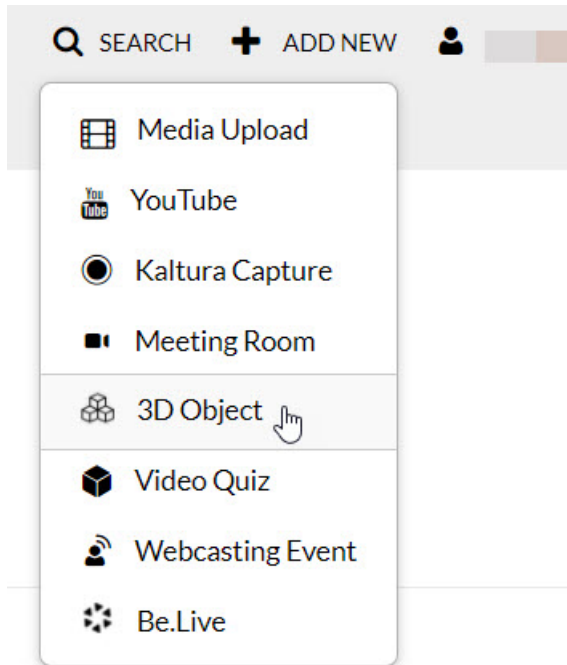 SEARCH ADD NEW
Media Upload
You
Tube
YouTube
Kaltura Capture
Meeting Room
3D Object
Video Quiz
Webcasting Event
Be.Live